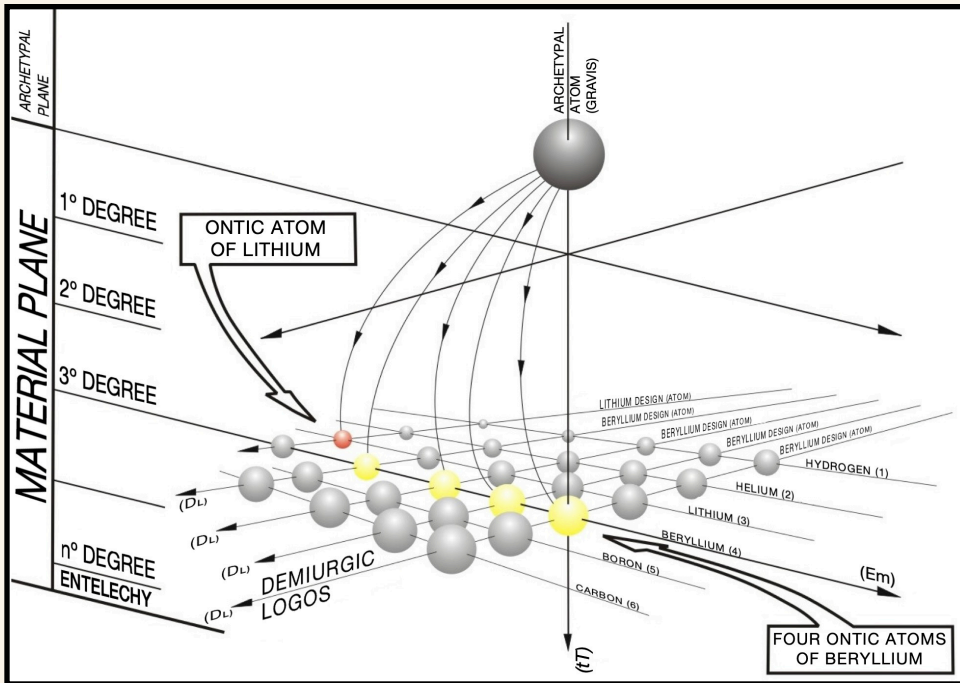 ARCHETYPAL
PLANE
ARCHETYPAL
ATOM
(GRAVIS)
MATERIAL PLANE
1º DEGREE
2º DEGREE
3º DEGREE
nº DEGREE
ENTELECHY
ONTIC ATOM
OF LITHIUM
LITHIUM DESIGN (ATOM)
BERYLLIUM DESIGN (ATOM)
BERYLLIUM DESIGN (ATOM)
BERYLLIUM DESIGN (ATOM)
BERYLLIUM DESIGN (ATOM)
HYDROGEN (1)
HELIUM (2)
LITHIUM (3)
BERYLLIUM (4)
BORON (5)
CARBON (6)
(DL)
(DL)
(DL)
(DL)
DEMIURGIC
LOGOS
(Em)
(tT)
FOUR ONTIC ATOMS
OF BERYLLIUM